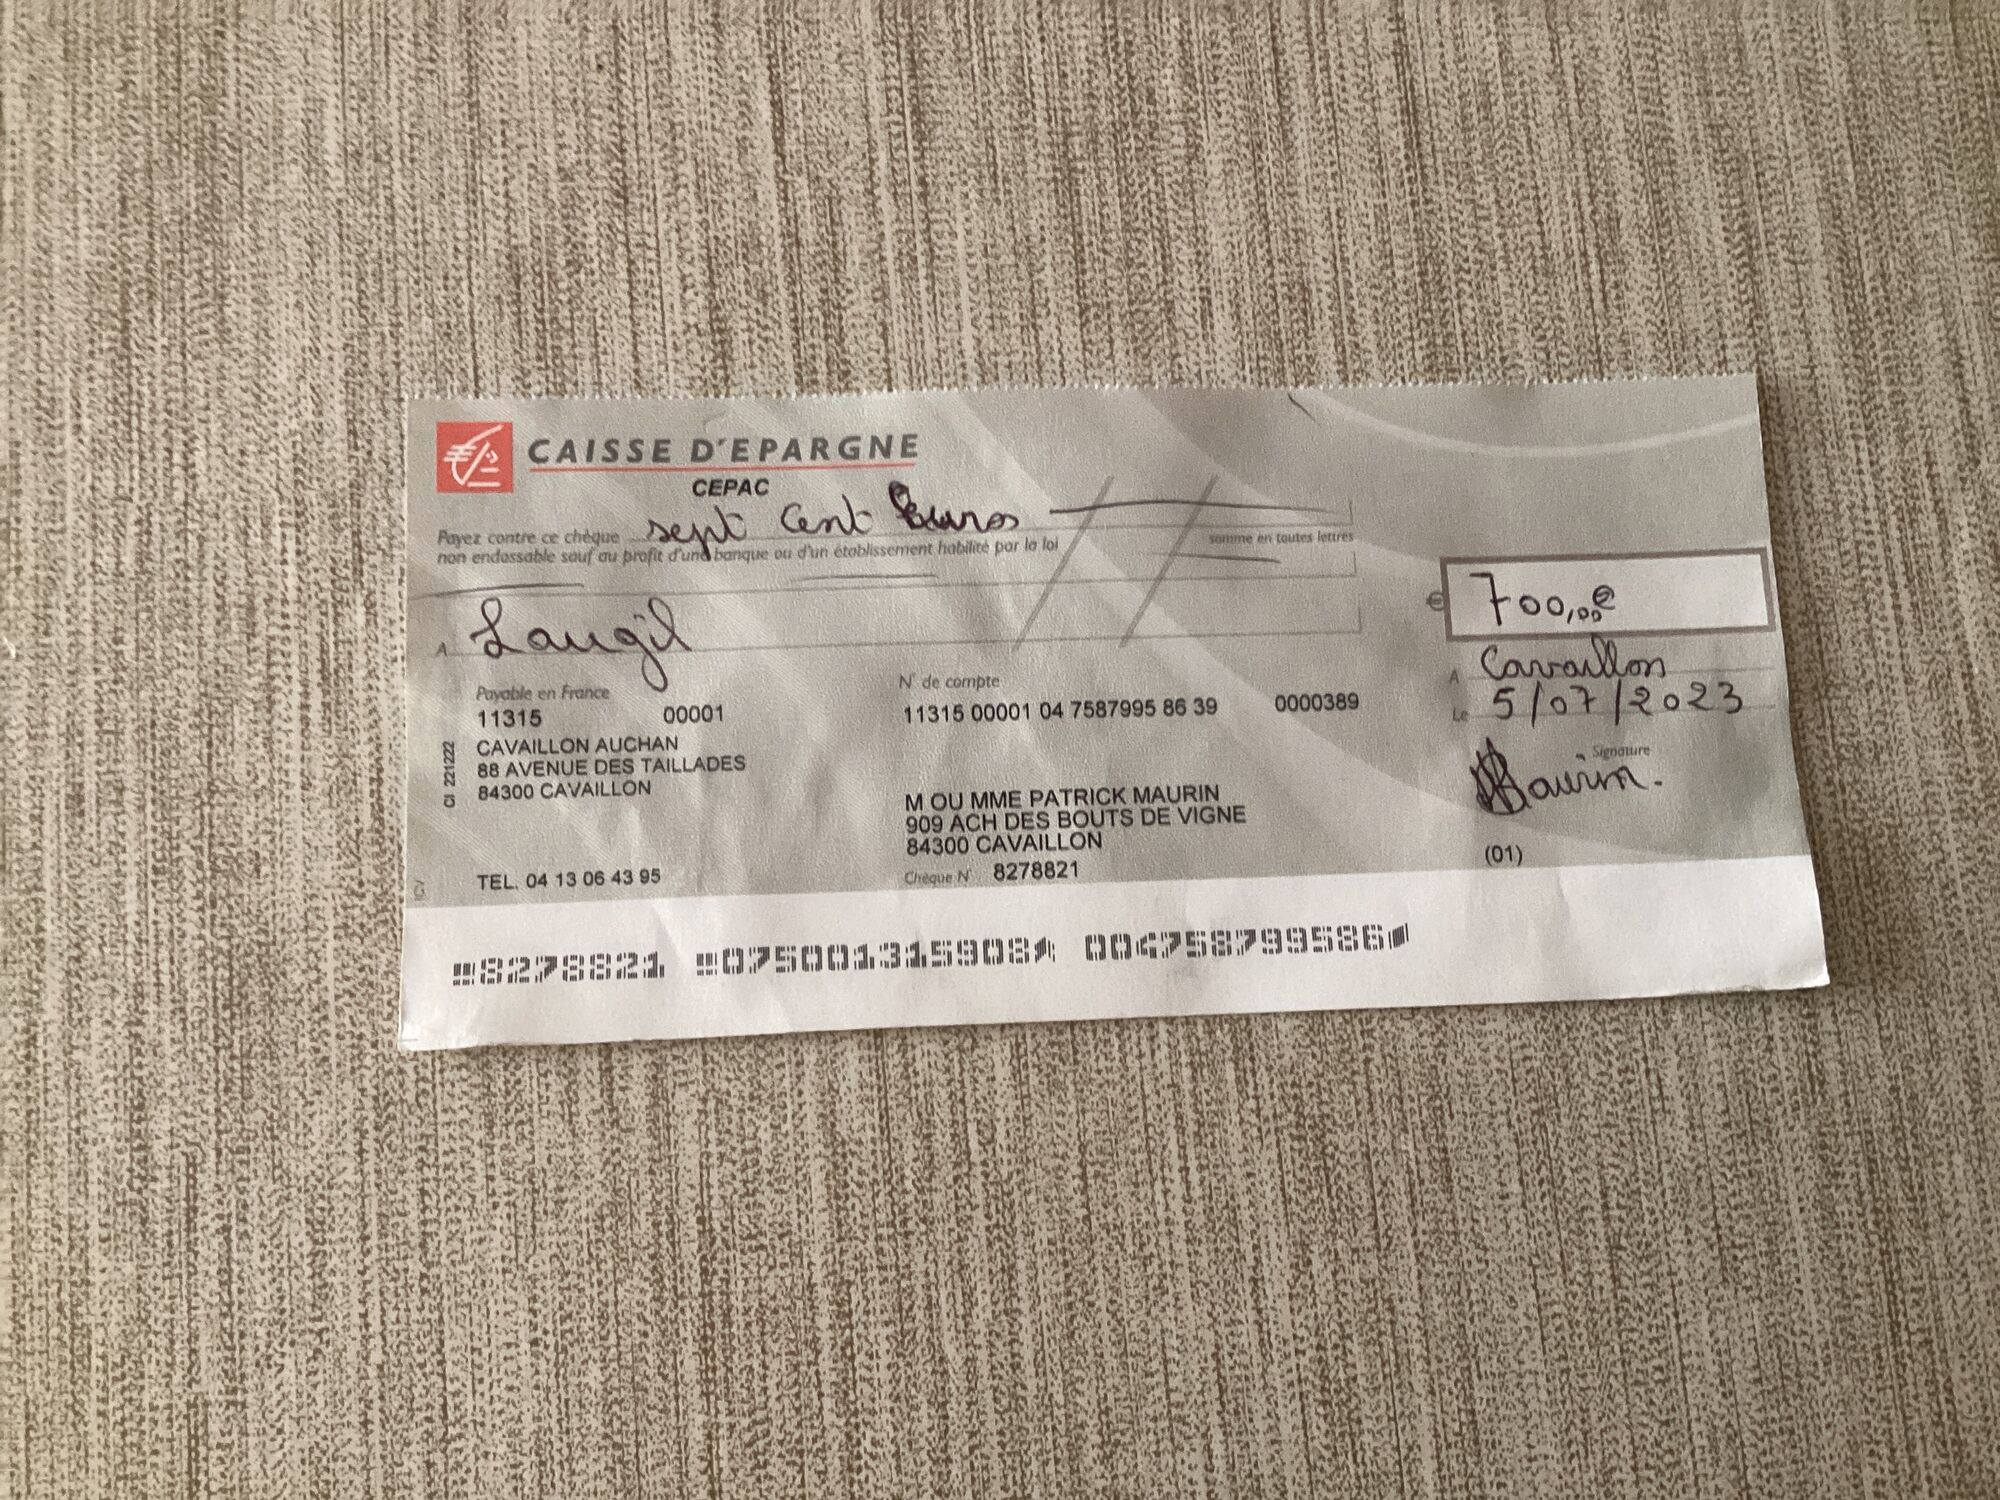 CAISSE D'EPARGNE
CEPAC
Payez contre ce chèque sept cent Euros
non endossable sauf au profit d'une banque ou d'un établissement habilité par la loi
somme en toutes lettres
€ 700,00€
A Laugil
A Cavaillon
Le 5/07/2023
Payable en France
11315 00001
CAVAILLON AUCHAN
88 AVENUE DES TAILLADES
84300 CAVAILLON
TEL. 04 13 06 43 95
CI 221222
N° de compte
11315 00001 04 7587995 86 39 0000389
M OU MME PATRICK MAURIN
909 ACH DES BOUTS DE VIGNE
84300 CAVAILLON
Chèque N° 8278821
Signature
Maurin.
(01)
8278821 075001315908 004758799586